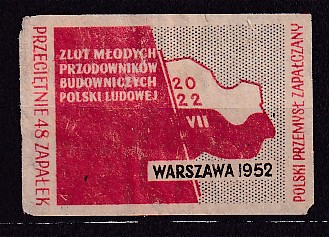 PRZECIĘTNIE 48 ZAPAŁEK
ZLOT MŁODYCH
PRZODOWNIKÓW
BUDOWNICZYCH
POLSKI LUDOWEJ
20
22
VII
WARSZAWA 1952
POLSKI PRZEMYSŁ ZAPAŁCZANY